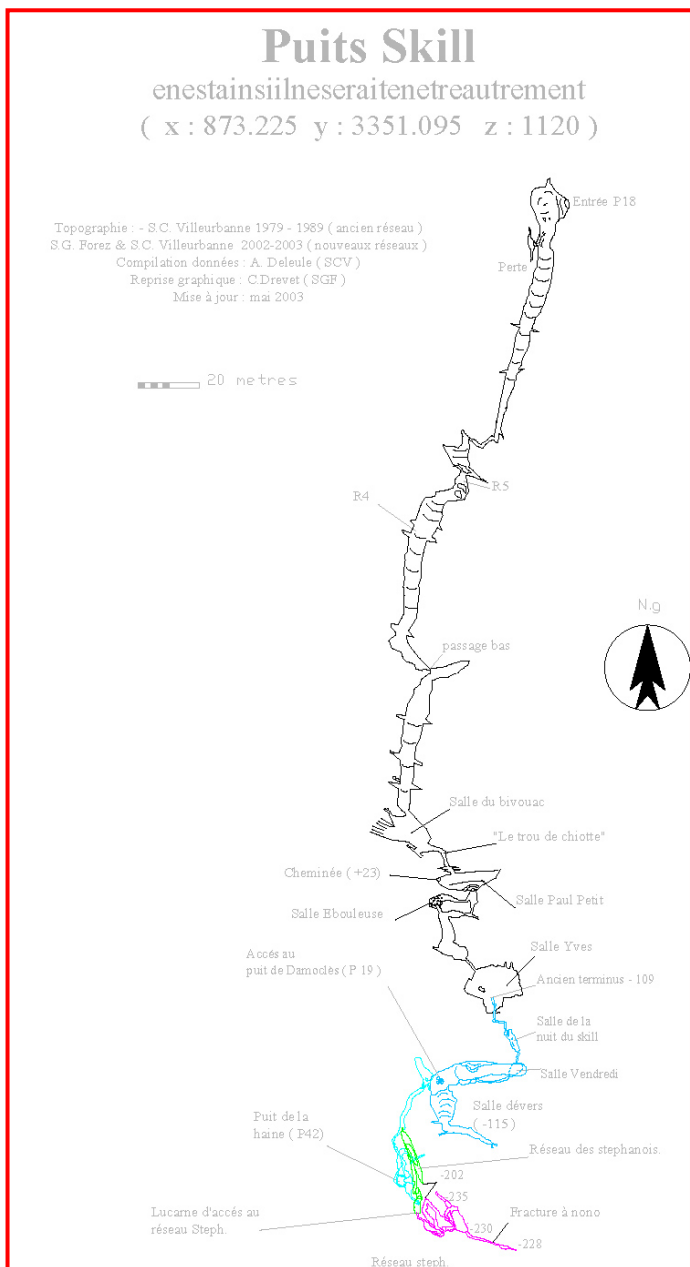 Puits Skill
enestainsiilneseraitenetreautrement
( x : 873.225 y : 3351.095 z : 1120 )
Entrée P18
Topographie : - S.C. Villeurbanne 1979 - 1989 ( ancien réseau )
S.G. Forez & S.C. Villeurbanne 2002-2003 ( nouveaux réseaux )
Compilation données : A. Deleule ( SCV )
Reprise graphique : C.Drevet ( SGF )
Mise à jour : mai 2003
Perte
20 metres
R5
R4
N.g
passage bas
Salle du bivouac
"Le trou de chiotte"
Cheminée ( +23)
Salle Paul Petit
Salle Ebouleuse
Salle Yves
Accés au
puit de Damoclès ( P 19 )
Ancien terminus - 109
Salle de la
nuit du skill
Salle Vendredi
Salle dévers
( -115 )
Puit de la
haine ( P42)
Réseau des stephanois.
-202
-235
Lucarne d'accés au
réseau Steph.
Fracture à nono
-230
-228
Réseau steph.